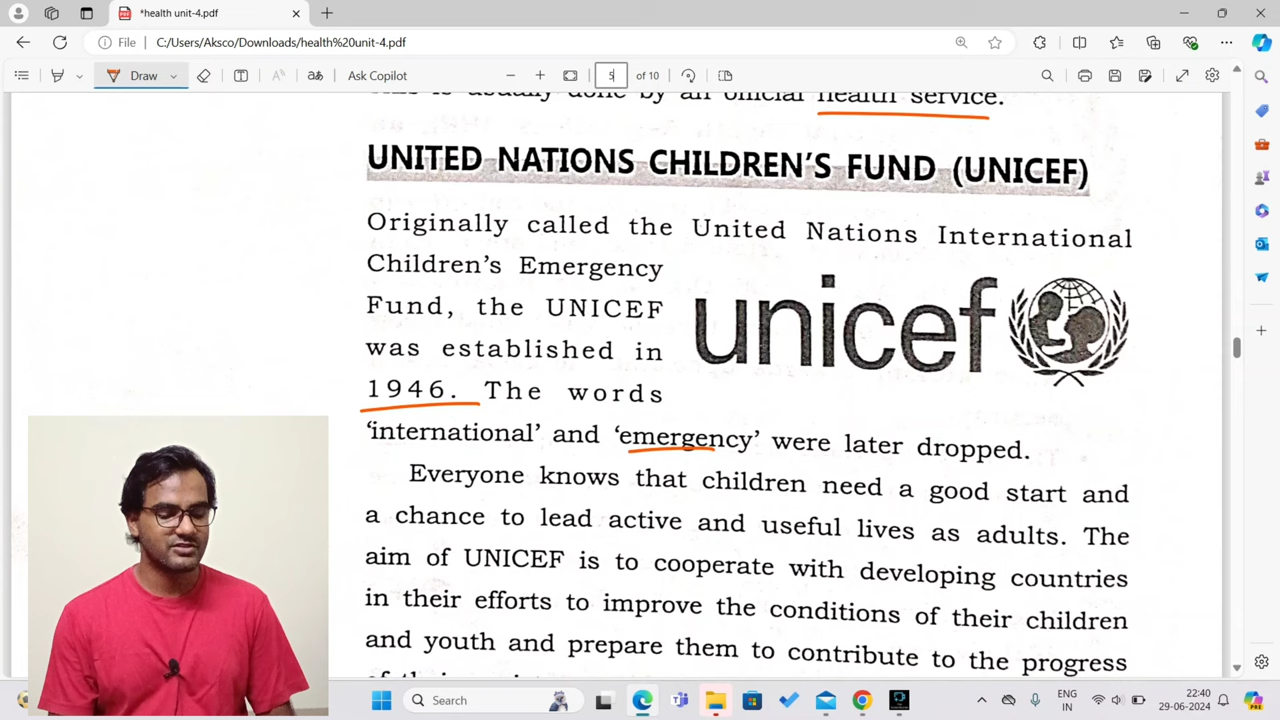 *health unit-4.pdf
File
C:/Users/Aksco/Downloads/health%20unit-4.pdf
Draw
Ask Copilot
5 of 10
health service.
UNITED NATIONS CHILDREN'S FUND (UNICEF)
Originally called the United Nations International
Children's Emergency
Fund, the UNICEF
was established in
1946. The words
unicef
'international' and 'emergency' were later dropped.
Everyone knows that children need a good start and
a chance to lead active and useful lives as adults. The
aim of UNICEF is to cooperate with developing countries
in their efforts to improve the conditions of their children
and youth and prepare them to contribute to the progress
Search
ENG
IN
22:40
29-06-2024